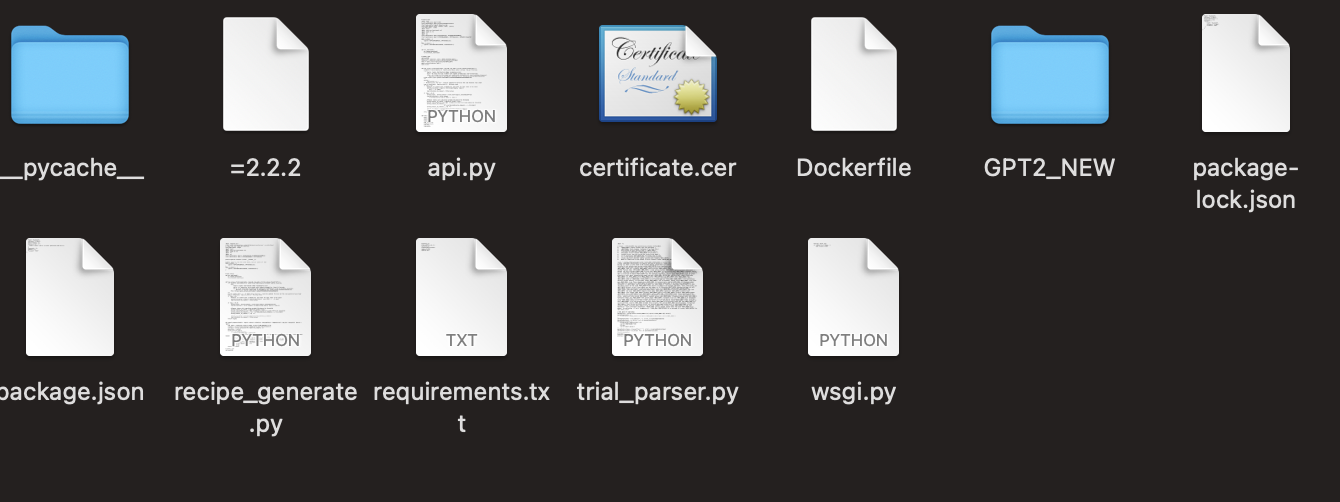 __pycache__
=2.2.2
PYTHON
api.py
Certificate
Standard
certificate.cer
Dockerfile
GPT2_NEW
package-
lock.json
package.json
PYTHON
recipe_generate
.py
TXT
requirements.tx
t
PYTHON
trial_parser.py
PYTHON
wsgi.py